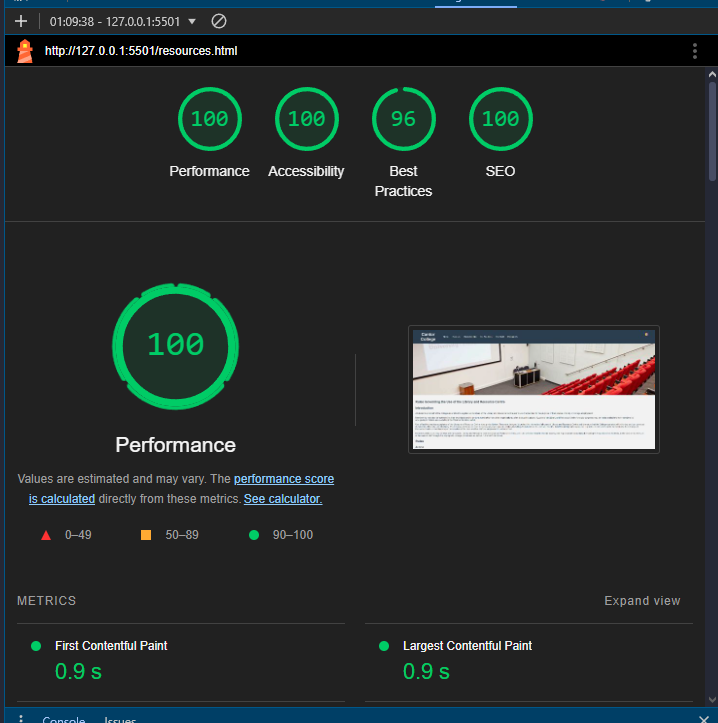 01:09:38 - 127.0.0.1:5501
http://127.0.0.1:5501/resources.html
100
100
96
100
Performance
Accessibility
Best
Practices
SEO
100
Performance
Values are estimated and may vary. The performance score
is calculated directly from these metrics. See calculator.
0–49
50–89
90–100
METRICS
Expand view
First Contentful Paint
Largest Contentful Paint
0.9 s
0.9 s
Console
Issues